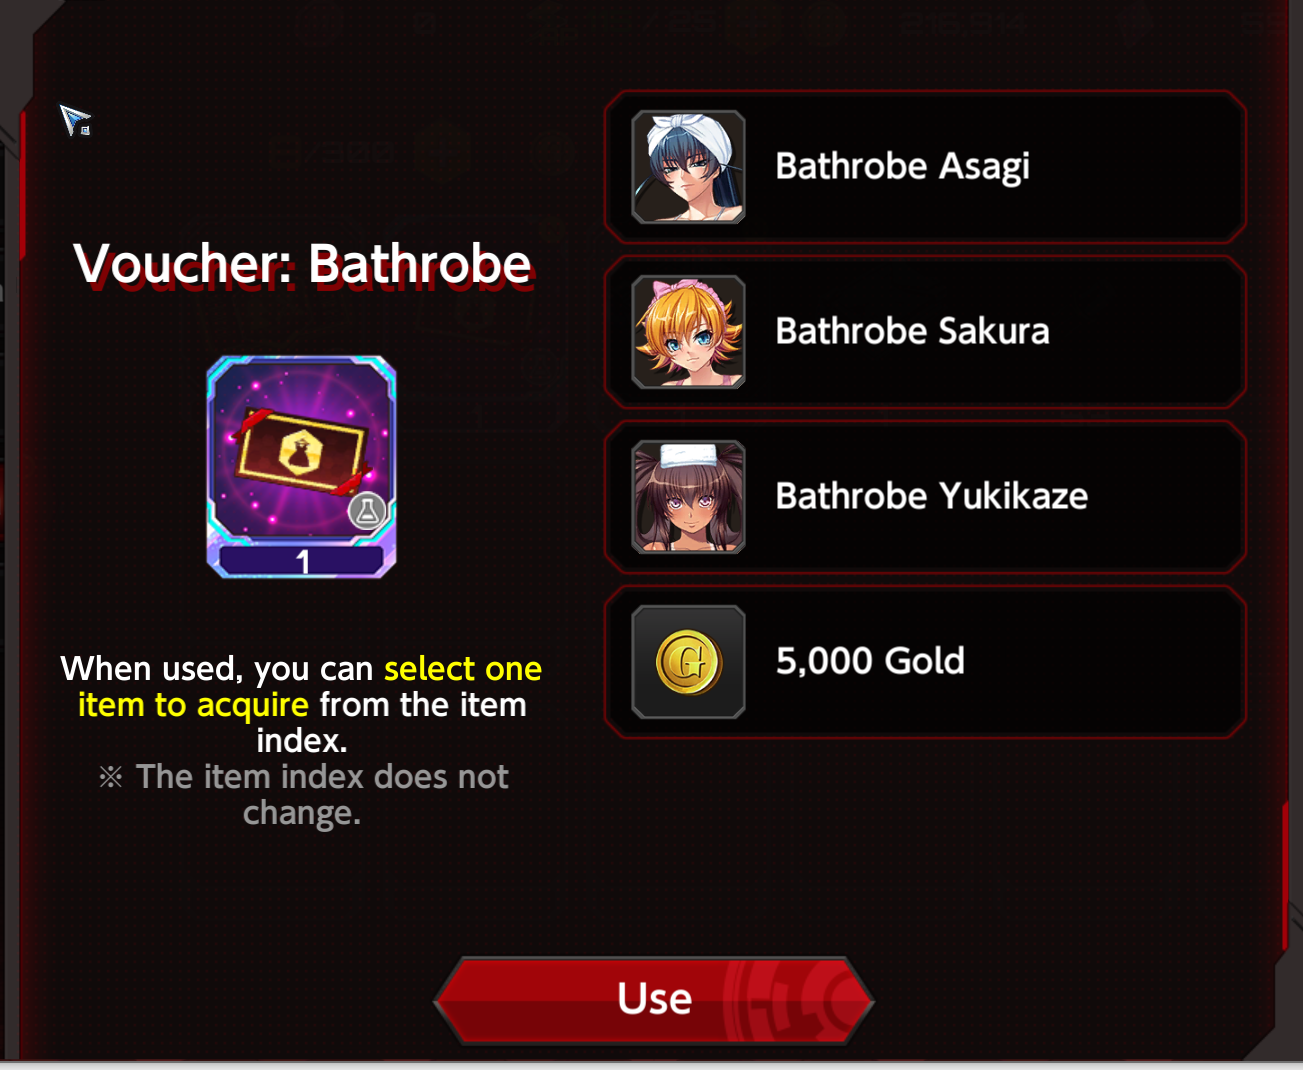 Voucher: Bathrobe
1
When used, you can select one
item to acquire from the item
index.
※ The item index does not
change.
Bathrobe Asagi
Bathrobe Sakura
Bathrobe Yukikaze
G
5,000 Gold
Use